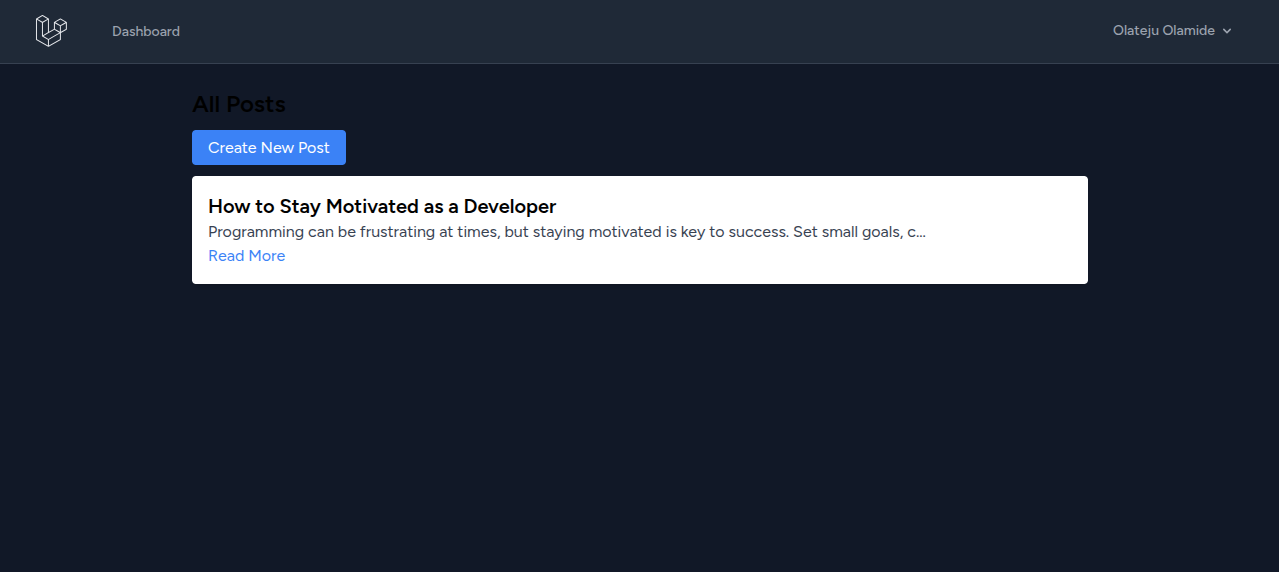 Dashboard
Olateju Olamide
All Posts
Create New Post
How to Stay Motivated as a Developer
Programming can be frustrating at times, but staying motivated is key to success. Set small goals, c...
Read More